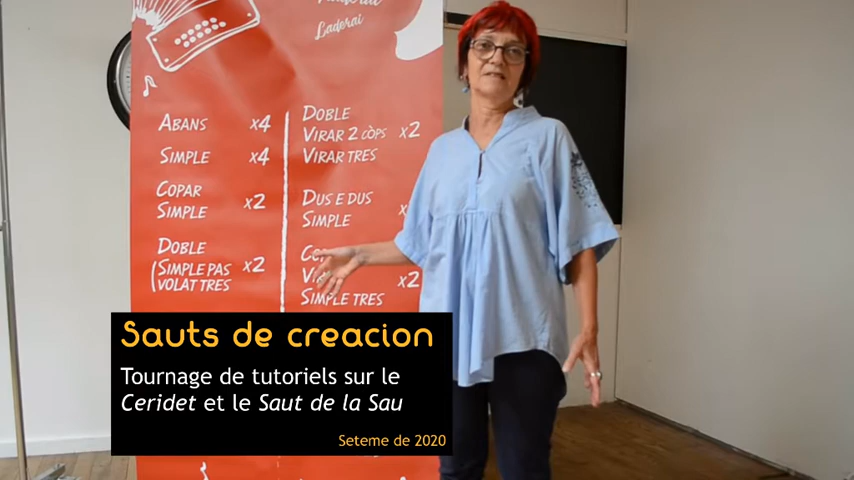 Laderai
ABANS x4
SIMPLE x4
COPAR
SIMPLE x2
DOBLE
(SIMPLE PAS
VOLAT TRES x2
DOBLE
VIRAR 2 CÒPS
VIRAR TRES x2
DUS E DUS
SIMPLE
SIMPLE TRES x2
Sauts de creacion
Tournage de tutoriels sur le
Ceridet et le Saut de la Sau
Seteme de 2020